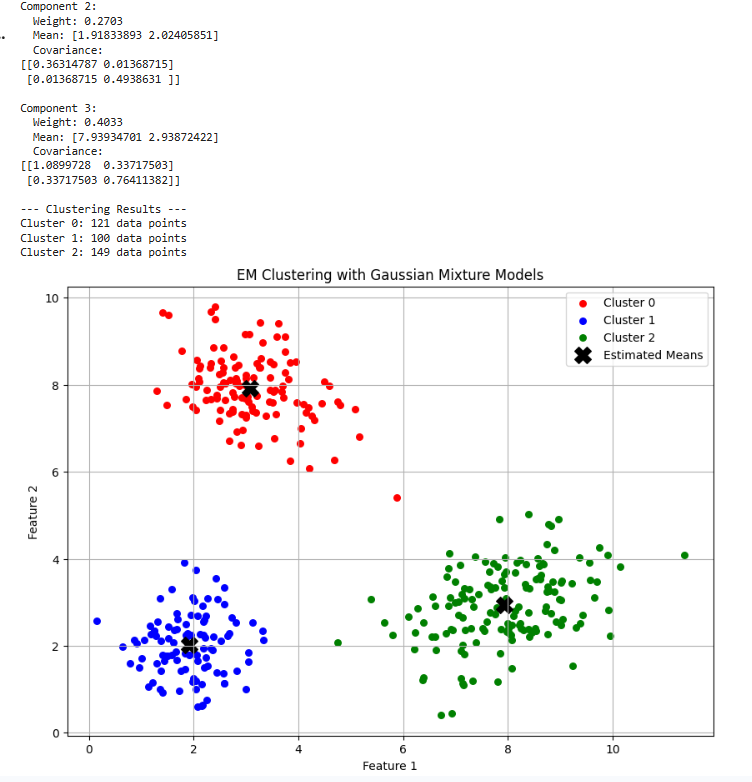 Component 2:
Weight: 0.2703
Mean: [1.91833893 2.02405851]
Covariance:
[[0.36314787 0.01368715]
[0.01368715 0.4938631 ]]
Component 3:
Weight: 0.4033
Mean: [7.93934701 2.93872422]
Covariance:
[[1.0899728  0.33717503]
[0.33717503 0.76411382]]
--- Clustering Results ---
Cluster 0: 121 data points
Cluster 1: 100 data points
Cluster 2: 149 data points
EM Clustering with Gaussian Mixture Models
Cluster 0
Cluster 1
Cluster 2
Estimated Means
10
8
6
4
2
0
Feature 2
0 2 4 6 8 10
Feature 1